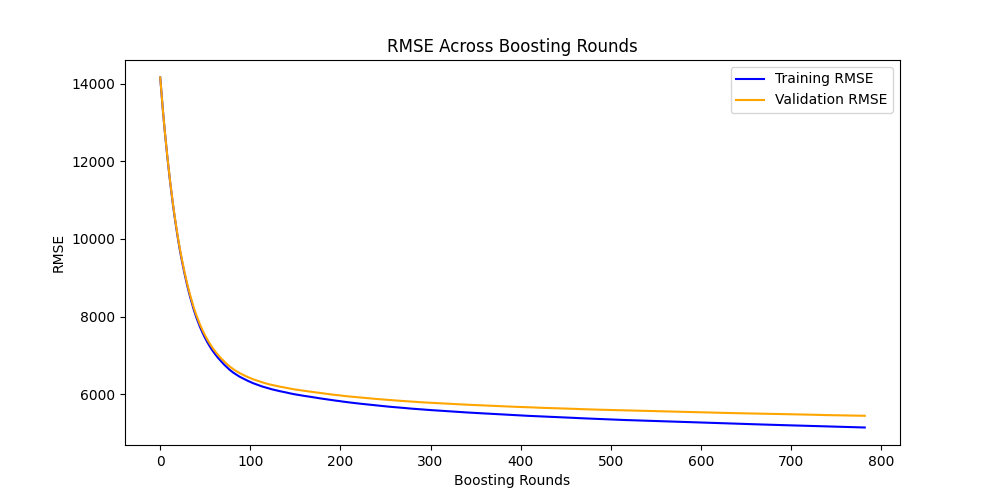 RMSE Across Boosting Rounds
Training RMSE
Validation RMSE
RMSE
14000
12000
10000
8000
6000
0 100 200 300 400 500 600 700 800
Boosting Rounds